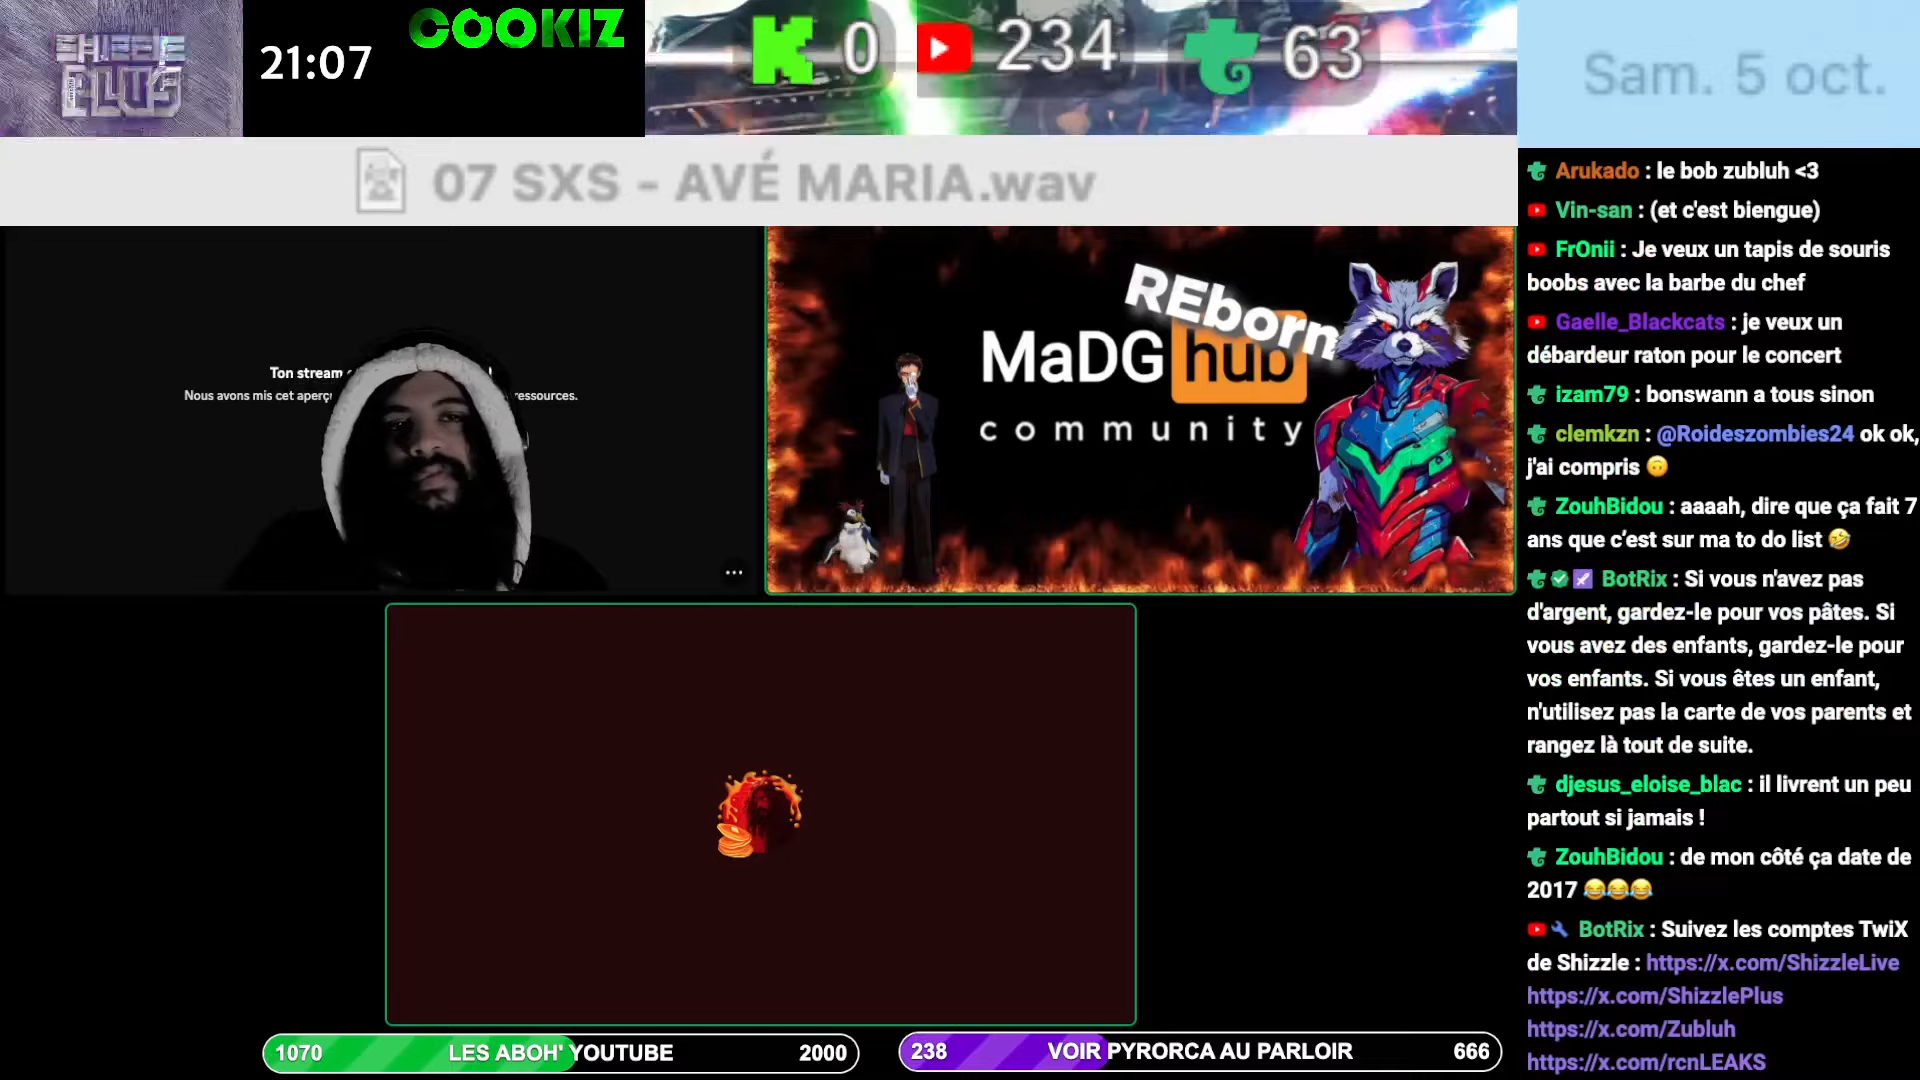 SHIZZLE
PLUS
21:07
COOKIZ
0
234
63
Sam. 5 oct.
07 SXS - AVÉ MARIA.wav
Ton stream
Nous avons mis cet aperçu
ressources.
REborn
MaDG hub
community
Arukado : le bob zubluh <3
Vin-san : (et c'est biengue)
FrOnii : Je veux un tapis de souris
boobs avec la barbe du chef
Gaelle_Blackcats : je veux un
débardeur raton pour le concert
izam79 : bonswann a tous sinon
clemkzn : @Roideszombies24 ok ok,
j'ai compris 🙃
ZouhBidou : aaaah, dire que ça fait 7
ans que c’est sur ma to do list 🤣
BotRix : Si vous n'avez pas
d'argent, gardez-le pour vos pâtes. Si
vous avez des enfants, gardez-le pour
vos enfants. Si vous êtes un enfant,
n'utilisez pas la carte de vos parents et
rangez là tout de suite.
djesus_eloise_blac : il livrent un peu
partout si jamais !
ZouhBidou : de mon côté ça date de
2017 😂😂😂
BotRix : Suivez les comptes TwiX
de Shizzle : https://x.com/ShizzleLive
https://x.com/ShizzlePlus
https://x.com/Zubluh
https://x.com/rcnLEAKS
1070 LES ABOH' YOUTUBE 2000
238 VOIR PYRORCA AU PARLOIR 666